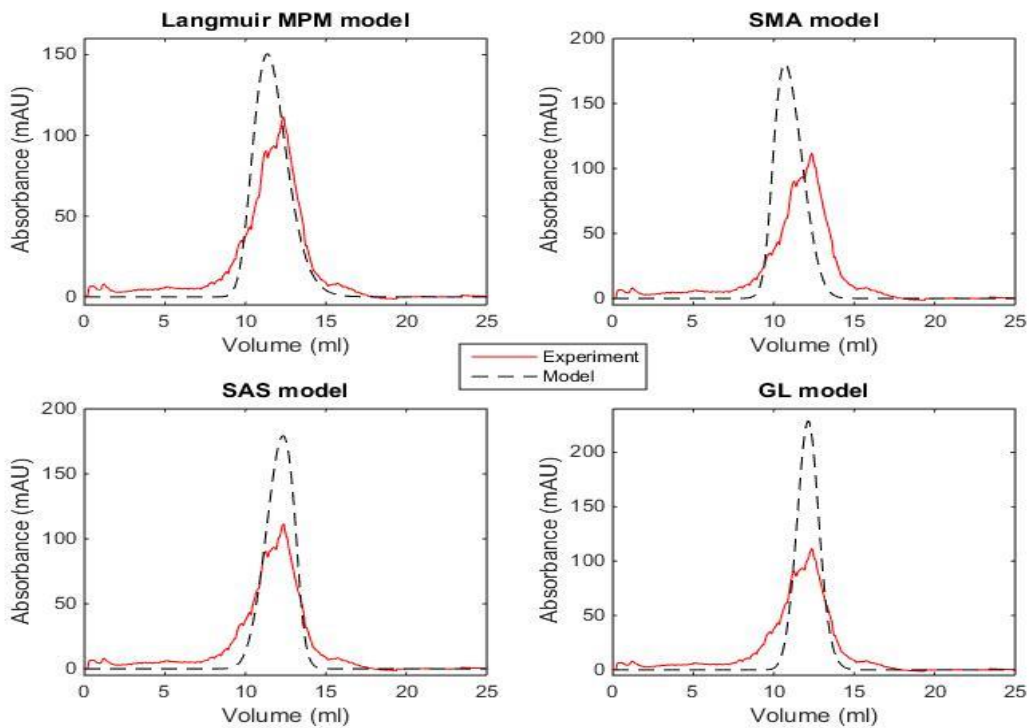 Langmuir MPM model
SMA model
Absorbance (mAU)
150
100
50
0
0 5 10 15 20 25
Volume (ml)
Absorbance (mAU)
200
150
100
50
0
0 5 10 15 20 25
Volume (ml)
Experiment
Model
SAS model
GL model
Absorbance (mAU)
200
150
100
50
0
0 5 10 15 20 25
Volume (ml)
Absorbance (mAU)
200
150
100
50
0
0 5 10 15 20 25
Volume (ml)